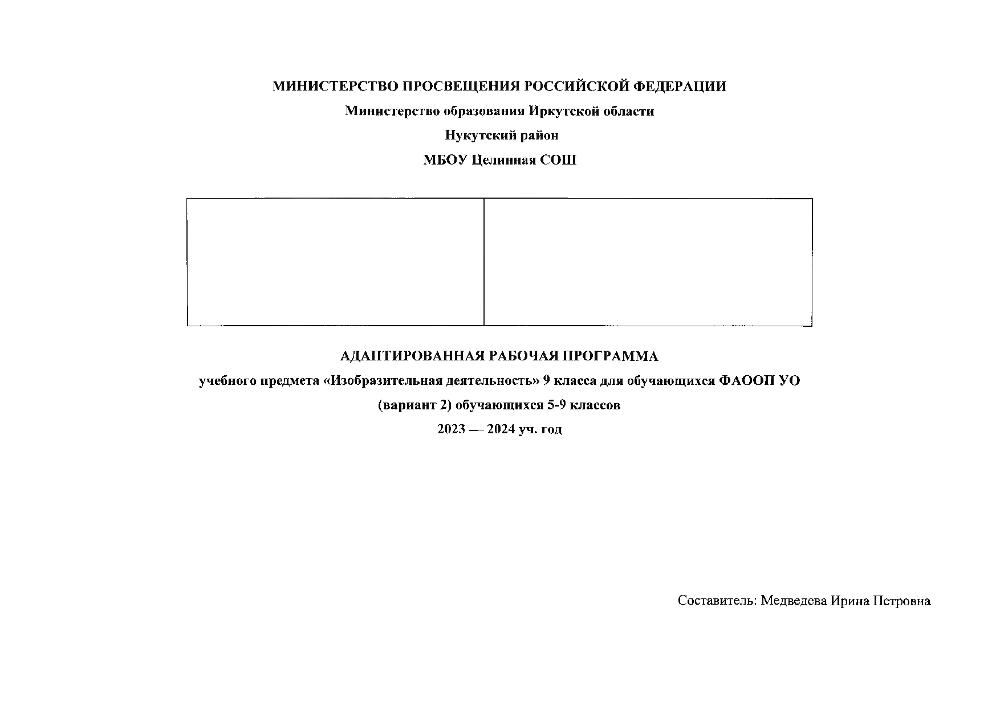 МИНИСТЕРСТВО ПРОСВЕЩЕНИЯ РОССИЙСКОЙ ФЕДЕРАЦИИ
Министерство образования Иркутской области
Нукутский район
МБОУ Целинная СОШ
АДАПТИРОВАННАЯ РАБОЧАЯ ПРОГРАММА
учебного предмета «Изобразительная деятельность» 9 класса для обучающихся ФАООП УО
(вариант 2) обучающихся 5-9 классов
2023 — 2024 уч. год
Составитель: Медведева Ирина Петровна